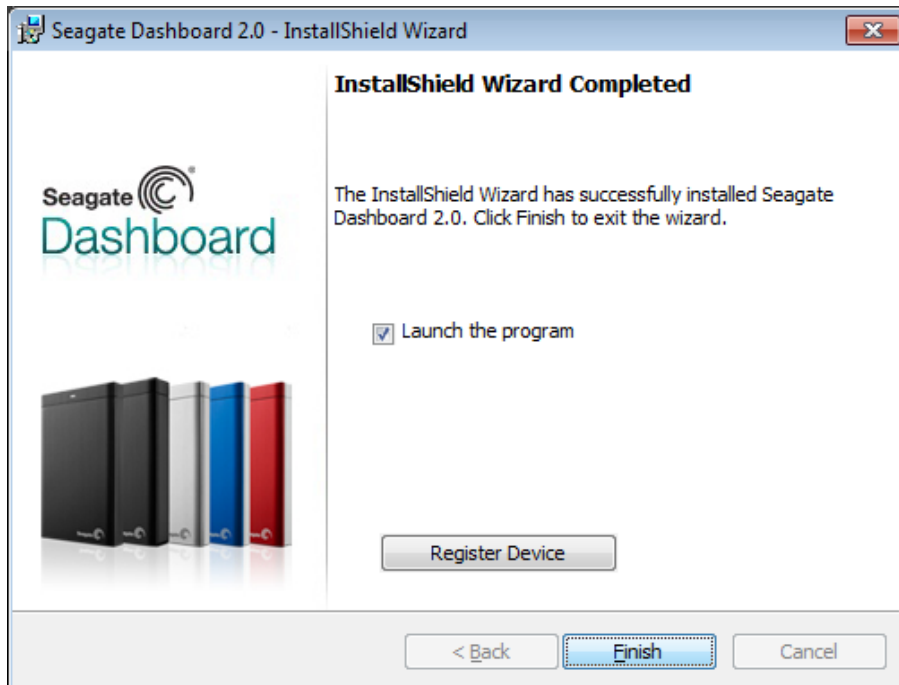 Seagate Dashboard 2.0 - InstallShield Wizard
InstallShield Wizard Completed
Seagate
Dashboard
The InstallShield Wizard has successfully installed Seagate
Dashboard 2.0. Click Finish to exit the wizard.
Launch the program
Register Device
< Back
Finish
Cancel